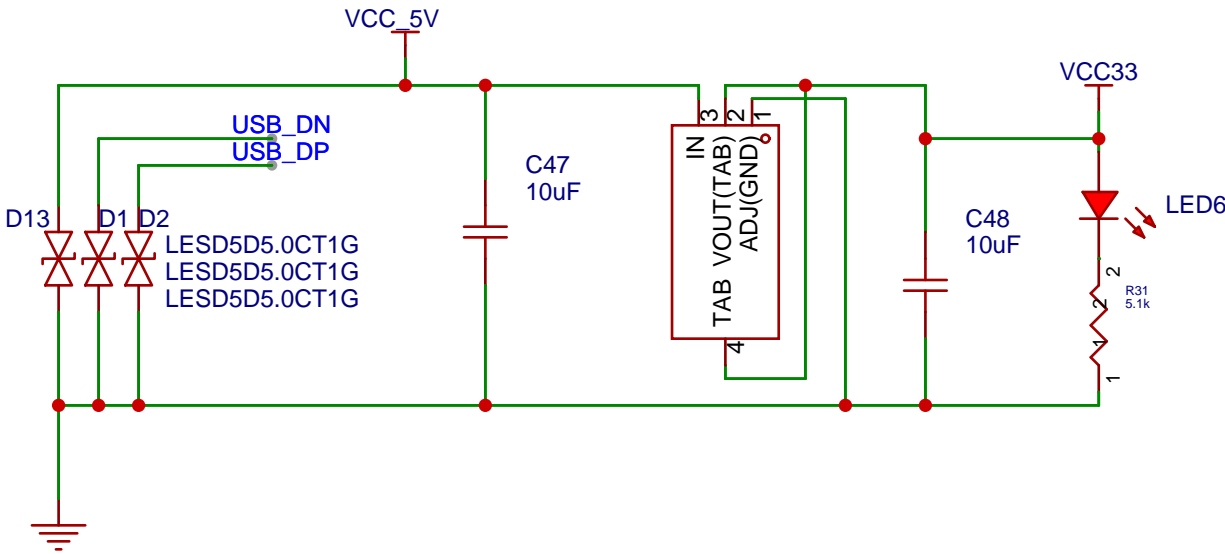 VCC_5V
VCC33
USB_DN
USB_DP
3
2
1
IN
VOUT(TAB)
ADJ(GND)
TAB
4
C47
10uF
D13
D1
D2
LESD5D5.0CT1G
LESD5D5.0CT1G
LESD5D5.0CT1G
C48
10uF
LED6
2
R31
5.1k
2
1
1